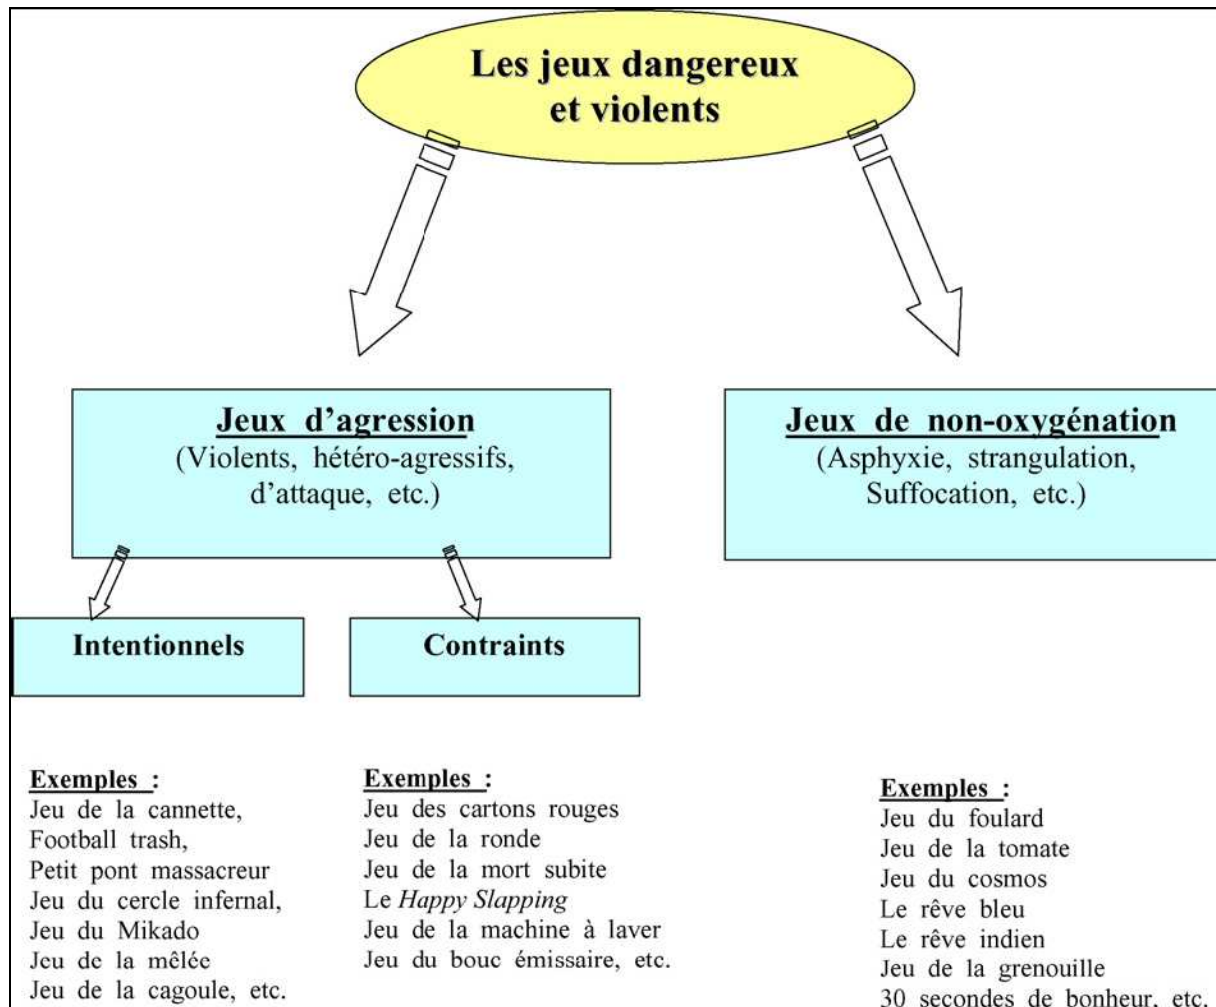 Les jeux dangereux
et violents
Jeux d'agression
(Violents, hétéro-agressifs,
d'attaque, etc.)
Jeux de non-oxygénation
(Asphyxie, strangulation,
Suffocation, etc.)
Intentionnels
Contraints
Exemples :
Jeu de la cannette,
Football trash,
Petit pont massacreur
Jeu du cercle infernal,
Jeu du Mikado
Jeu de la mêlée
Jeu de la cagoule, etc.
Exemples :
Jeu des cartons rouges
Jeu de la ronde
Jeu de la mort subite
Le Happy Slapping
Jeu de la machine à laver
Jeu du bouc émissaire, etc.
Exemples :
Jeu du foulard
Jeu de la tomate
Jeu du cosmos
Le rêve bleu
Le rêve indien
Jeu de la grenouille
30 secondes de bonheur, etc.